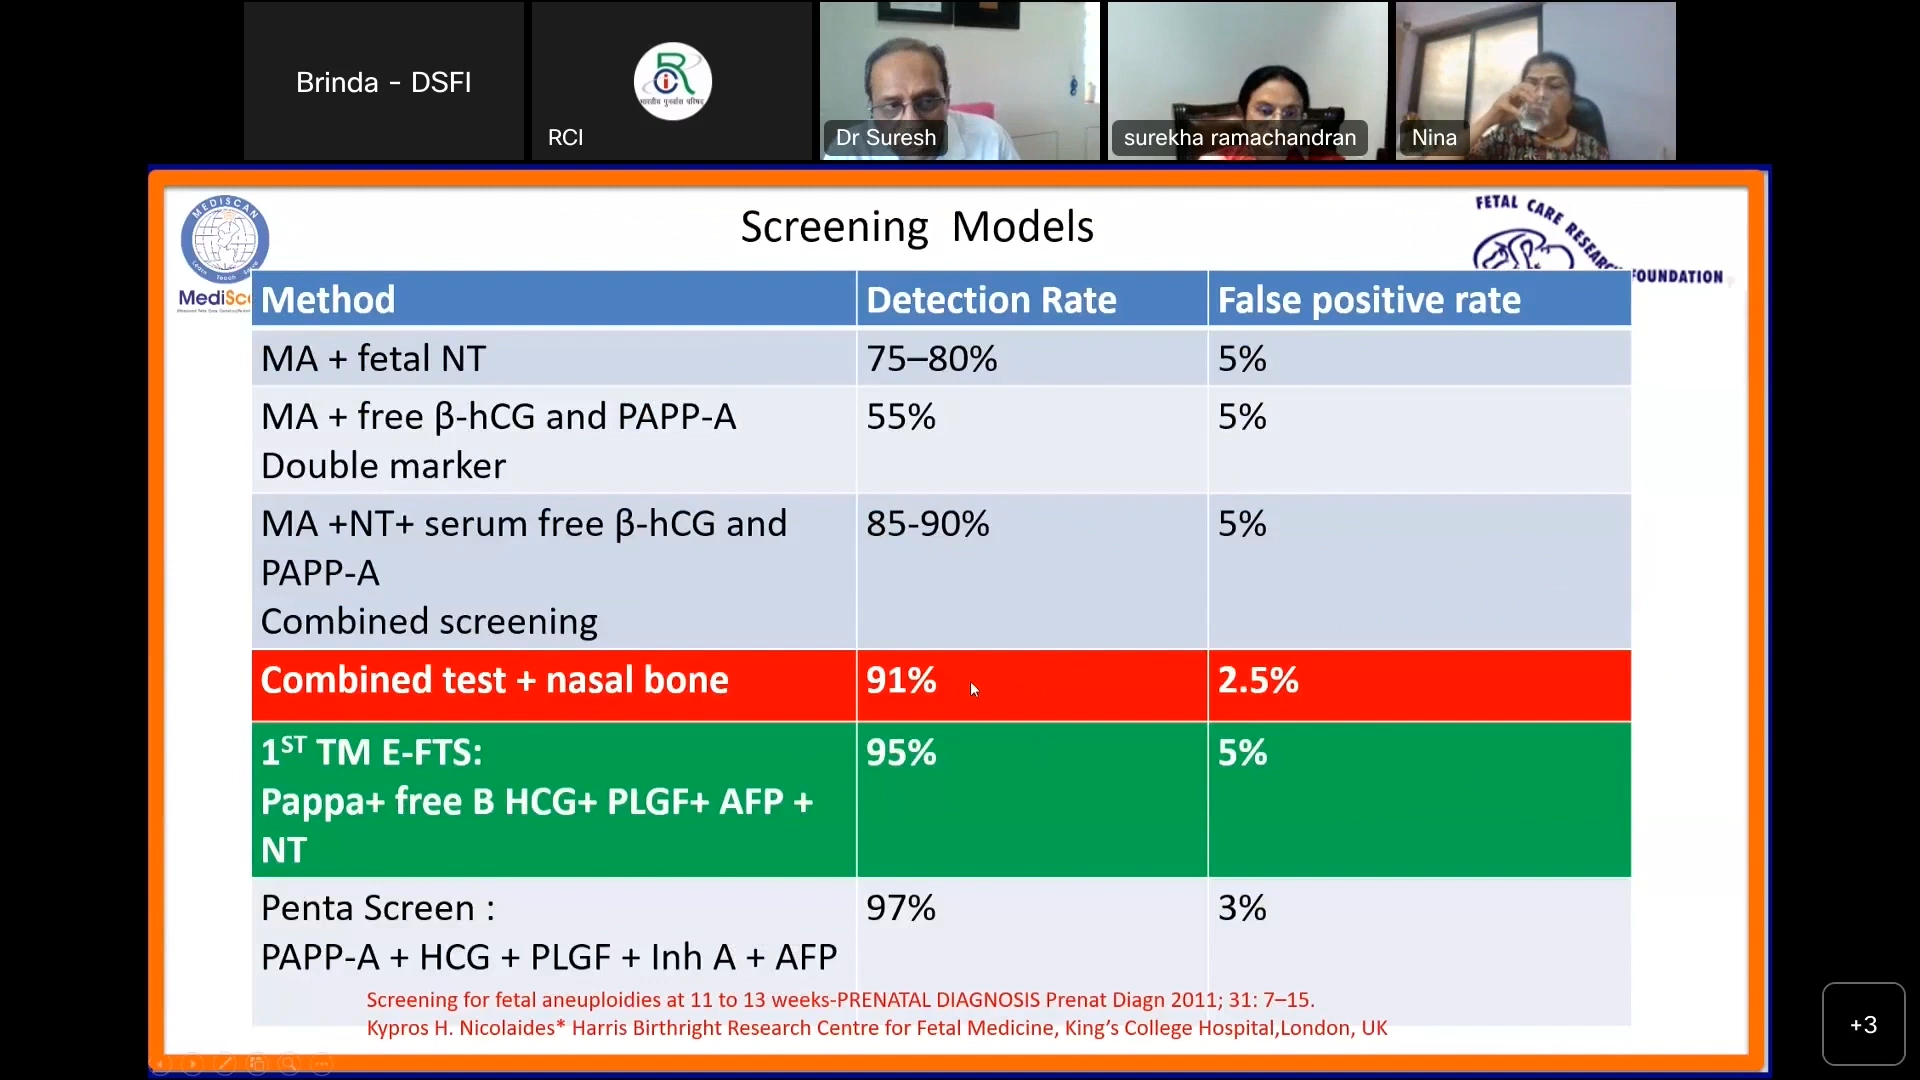 Brinda - DSFI
भारतीय पुनर्वास परिषद
RCI
Dr Suresh
surekha ramachandran
Nina
MEDISCAN
FETAL CARE RESEARCH FOUNDATION
Screening Models
Method Detection Rate False positive rate
MA + fetal NT 75–80% 5%
MA + free β-hCG and PAPP-A 55% 5%
Double marker
MA +NT+ serum free β-hCG and 85-90% 5%
PAPP-A
Combined screening
Combined test + nasal bone 91% 2.5%
1ST TM E-FTS: 95% 5%
Pappa+ free B HCG+ PLGF+ AFP +
NT
Penta Screen : 97% 3%
PAPP-A + HCG + PLGF + Inh A + AFP
Screening for fetal aneuploidies at 11 to 13 weeks-PRENATAL DIAGNOSIS Prenat Diagn 2011; 31: 7–15.
Kypros H. Nicolaides* Harris Birthright Research Centre for Fetal Medicine, King’s College Hospital,London, UK
+3